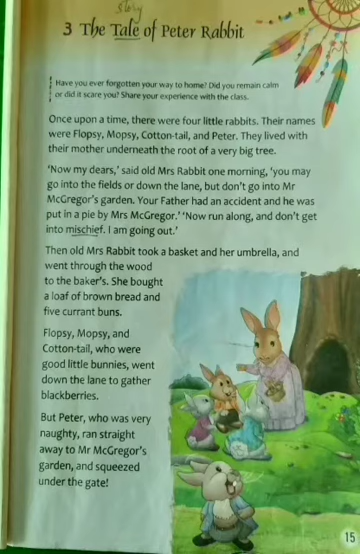 Story
3 The Tale of Peter Rabbit
Have you ever forgotten your way to home? Did you remain calm
or did it scare you? Share your experience with the class.
Once upon a time, there were four little rabbits. Their names
were Flopsy, Mopsy, Cotton-tail, and Peter. They lived with
their mother underneath the root of a very big tree.
'Now my dears,' said old Mrs Rabbit one morning, 'you may
go into the fields or down the lane, but don't go into Mr
McGregor's garden. Your Father had an accident and he was
put in a pie by Mrs McGregor.' 'Now run along, and don't get
into mischief. I am going out.'
Then old Mrs Rabbit took a basket and her umbrella, and
went through the wood
to the baker's. She bought
a loaf of brown bread and
five currant buns.
Flopsy, Mopsy, and
Cotton-tail, who were
good little bunnies, went
down the lane to gather
blackberries.
But Peter, who was very
naughty, ran straight
away to Mr McGregor's
garden, and squeezed
under the gate!
15